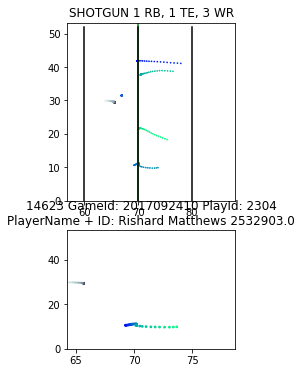 SHOTGUN 1 RB, 1 TE, 3 WR
50
40
30
20
10
0
60 70 80
14623 GameId: 2017092410 PlayId: 2304
PlayerName + ID: Rishard Matthews 2532903.0
40
20
0
65 70 75